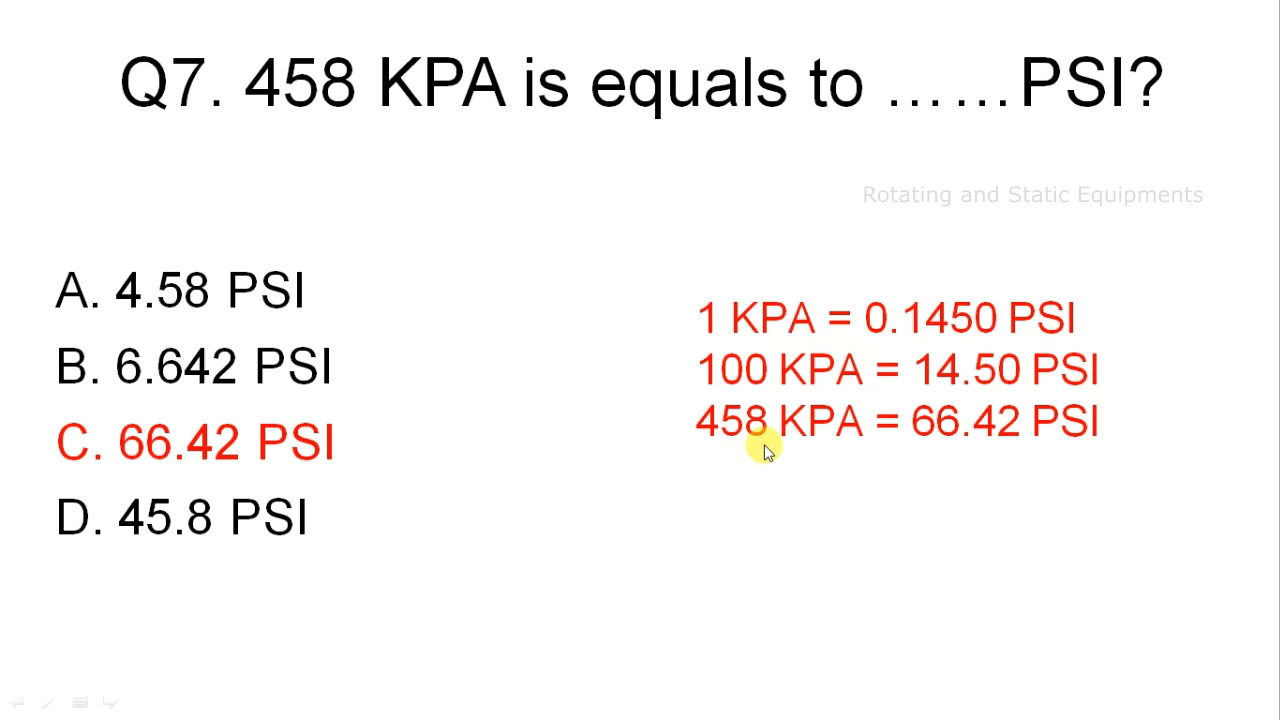 Q7. 458 KPA is equals to ……PSI?
Rotating and Static Equipments
A. 4.58 PSI
B. 6.642 PSI
C. 66.42 PSI
D. 45.8 PSI
1 KPA = 0.1450 PSI
100 KPA = 14.50 PSI
458 KPA = 66.42 PSI